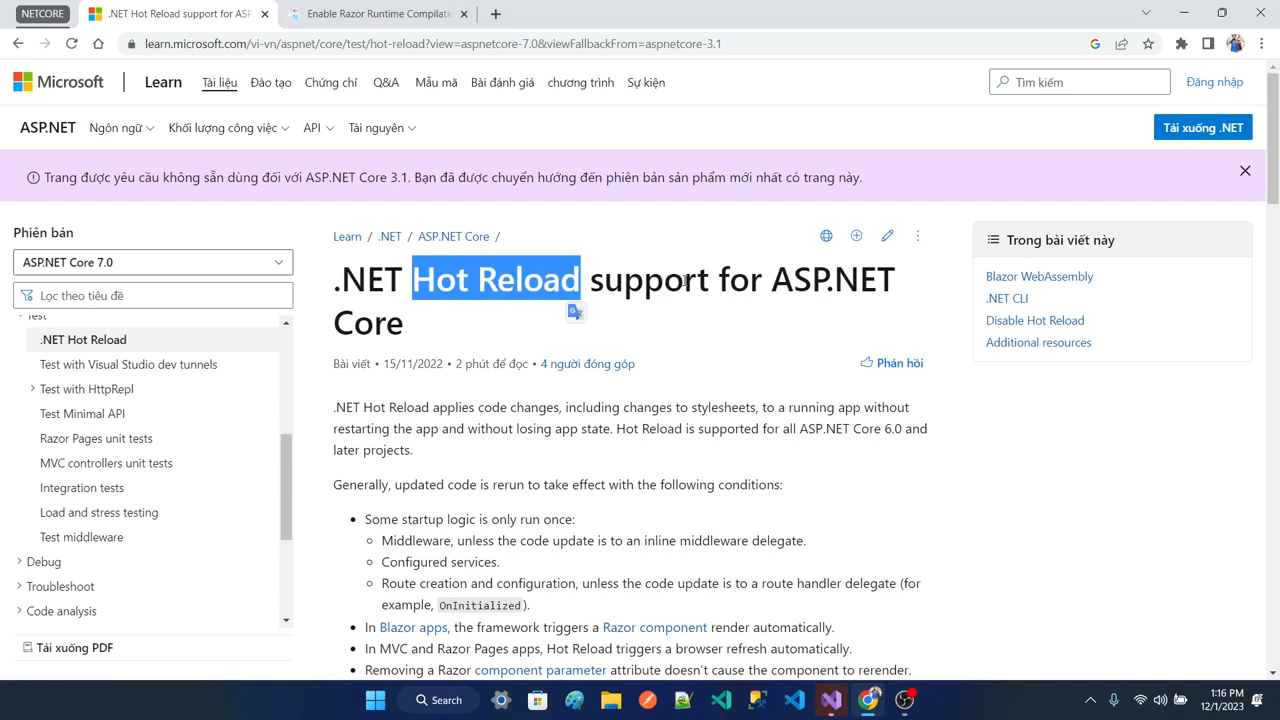 NETCORE
.NET Hot Reload support for ASP
Enable Razor Runtime Compilatio
learn.microsoft.com/vi-vn/aspnet/core/test/hot-reload?view=aspnetcore-7.0&viewFallbackFrom=aspnetcore-3.1
Microsoft
Learn
Tài liệu
Đào tạo
Chứng chỉ
Q&A
Mẫu mã
Bài đánh giá
chương trình
Sự kiện
Tìm kiếm
Đăng nhập
ASP.NET
Ngôn ngữ
Khối lượng công việc
API
Tài nguyên
Tải xuống .NET
Trang được yêu cầu không sẵn dùng đối với ASP.NET Core 3.1. Bạn đã được chuyển hướng đến phiên bản sản phẩm mới nhất có trang này.
Phiên bản
ASP.NET Core 7.0
Lọc theo tiêu đề
Test
.NET Hot Reload
Test with Visual Studio dev tunnels
Test with HttpRepl
Test Minimal API
Razor Pages unit tests
MVC controllers unit tests
Integration tests
Load and stress testing
Test middleware
Debug
Troubleshoot
Code analysis
Tải xuống PDF
Learn / .NET / ASP.NET Core /
.NET Hot Reload support for ASP.NET
Core
Bài viết • 15/11/2022 • 2 phút để đọc • 4 người đóng góp
Phản hồi
.NET Hot Reload applies code changes, including changes to stylesheets, to a running app without
restarting the app and without losing app state. Hot Reload is supported for all ASP.NET Core 6.0 and
later projects.
Generally, updated code is rerun to take effect with the following conditions:
• Some startup logic is only run once:
Middleware, unless the code update is to an inline middleware delegate.
Configured services.
Route creation and configuration, unless the code update is to a route handler delegate (for
example, OnInitialized).
• In Blazor apps, the framework triggers a Razor component render automatically.
• In MVC and Razor Pages apps, Hot Reload triggers a browser refresh automatically.
• Removing a Razor component parameter attribute doesn't cause the component to rerender.
Trong bài viết này
Blazor WebAssembly
.NET CLI
Disable Hot Reload
Additional resources
Search
1:16 PM
12/1/2023